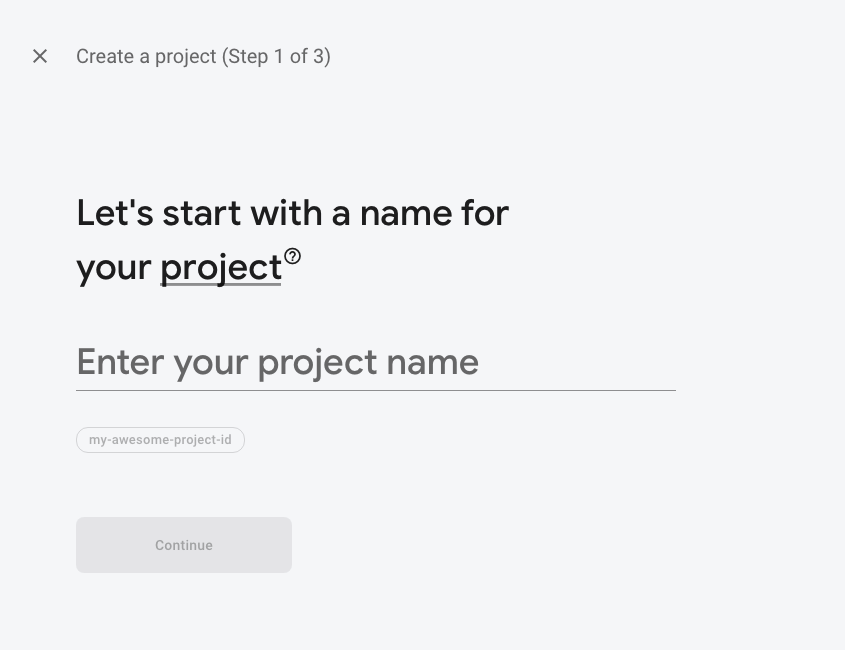 Create a project (Step 1 of 3)
Let's start with a name for
your project
Enter your project name
my-awesome-project-id
Continue